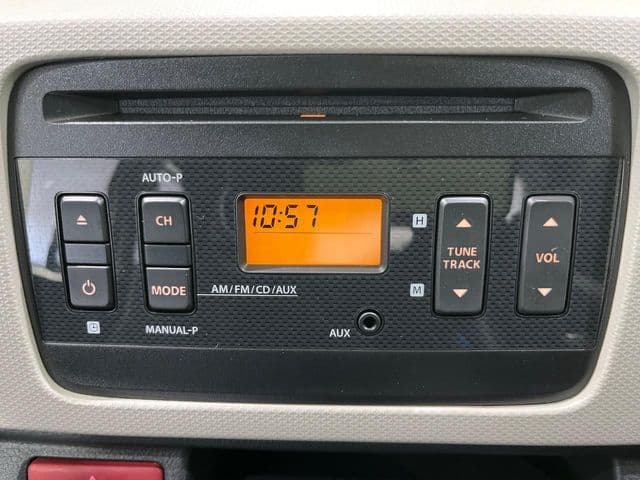 AUTO-P
CH
10:57
H
TUNE
TRACK
VOL
MODE
AM/FM/CD/AUX
M
MANUAL-P
AUX